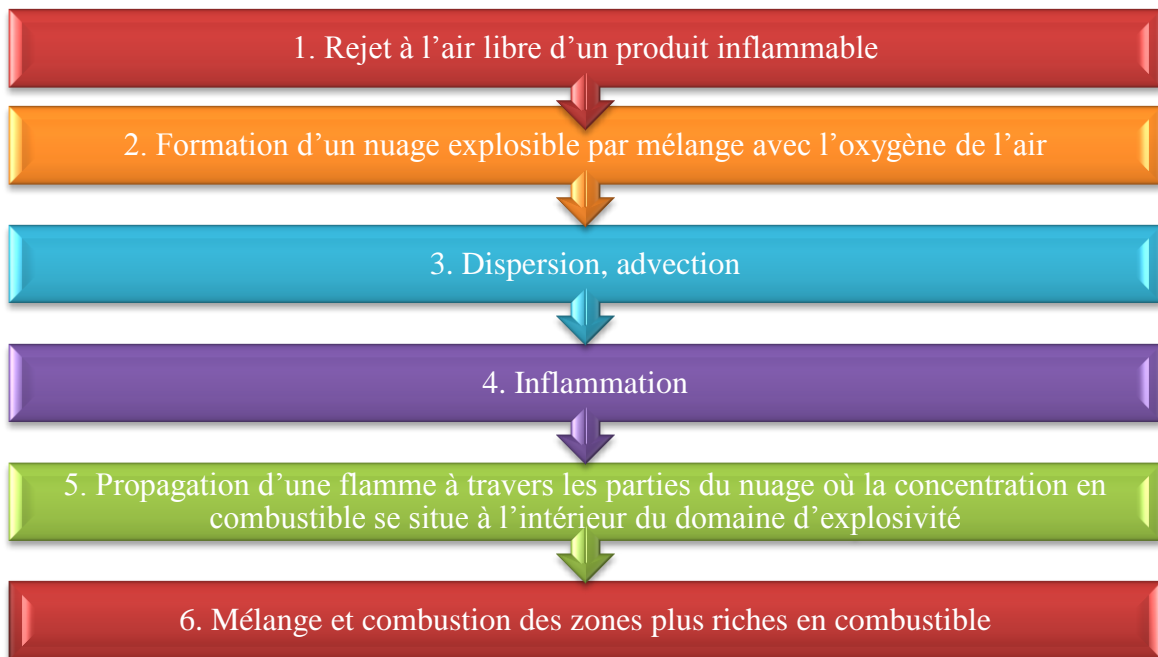 1. Rejet à l’air libre d’un produit inflammable
2. Formation d’un nuage explosible par mélange avec l’oxygène de l’air
3. Dispersion, advection
4. Inflammation
5. Propagation d’une flamme à travers les parties du nuage où la concentration en
combustible se situe à l’intérieur du domaine d’explosivité
6. Mélange et combustion des zones plus riches en combustible